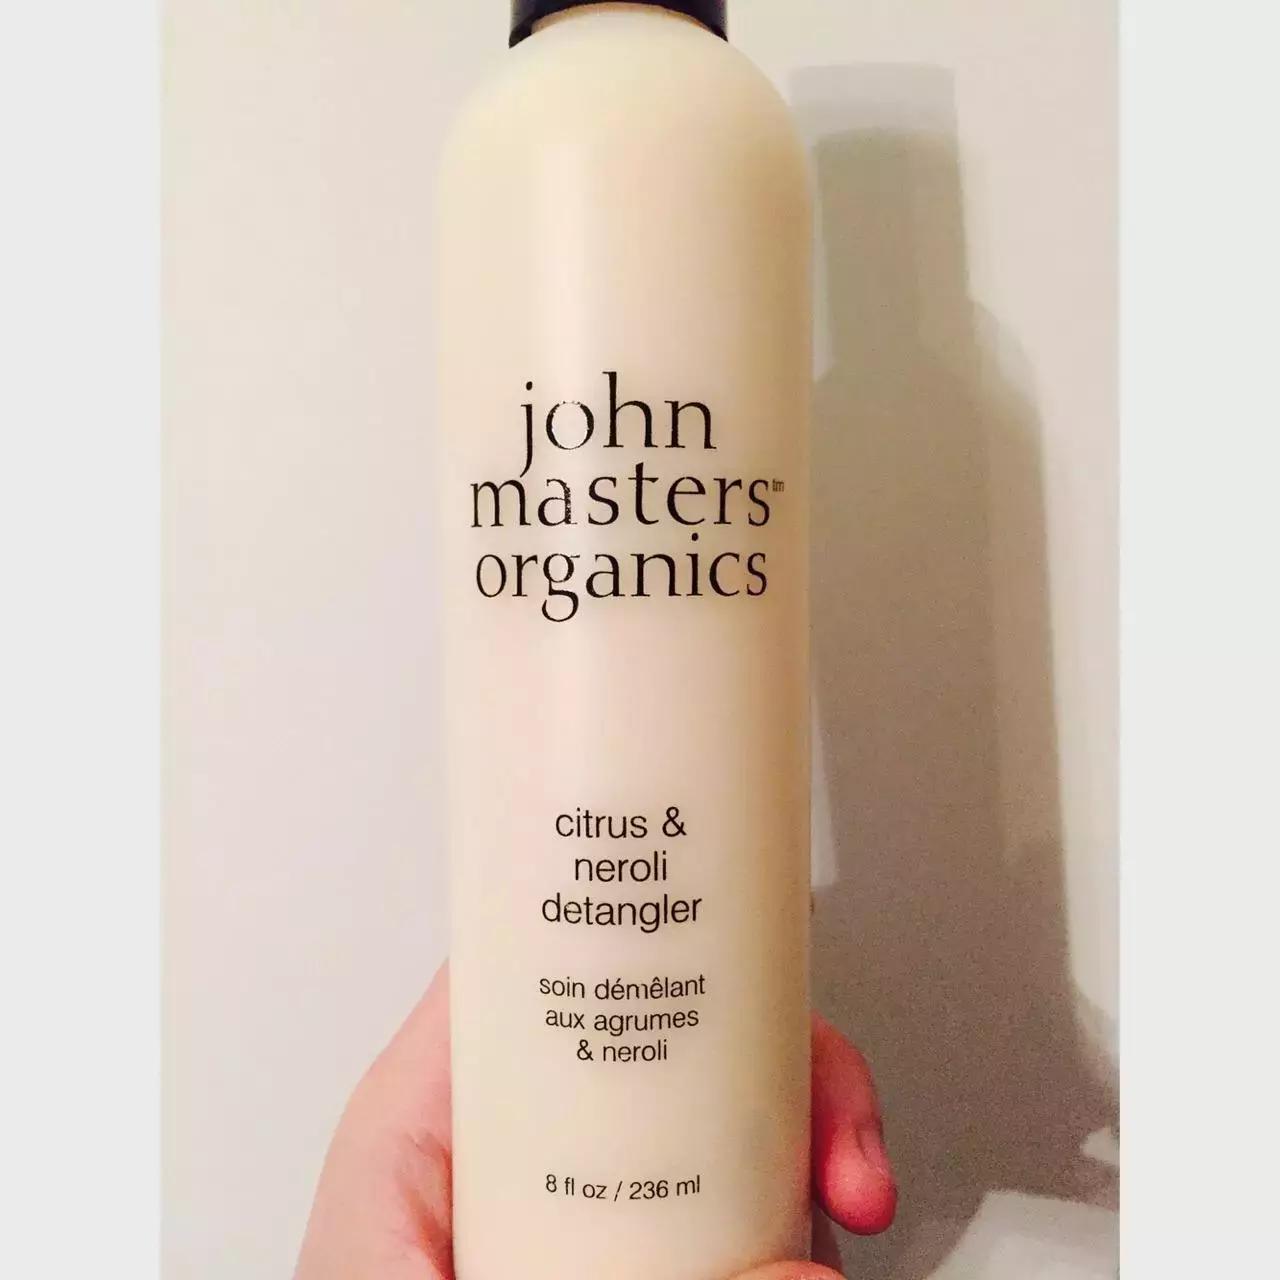 john
masters™
organics
citrus &
neroli
detangler
soin démêlant
aux agrumes
& neroli
8 fl oz / 236 ml